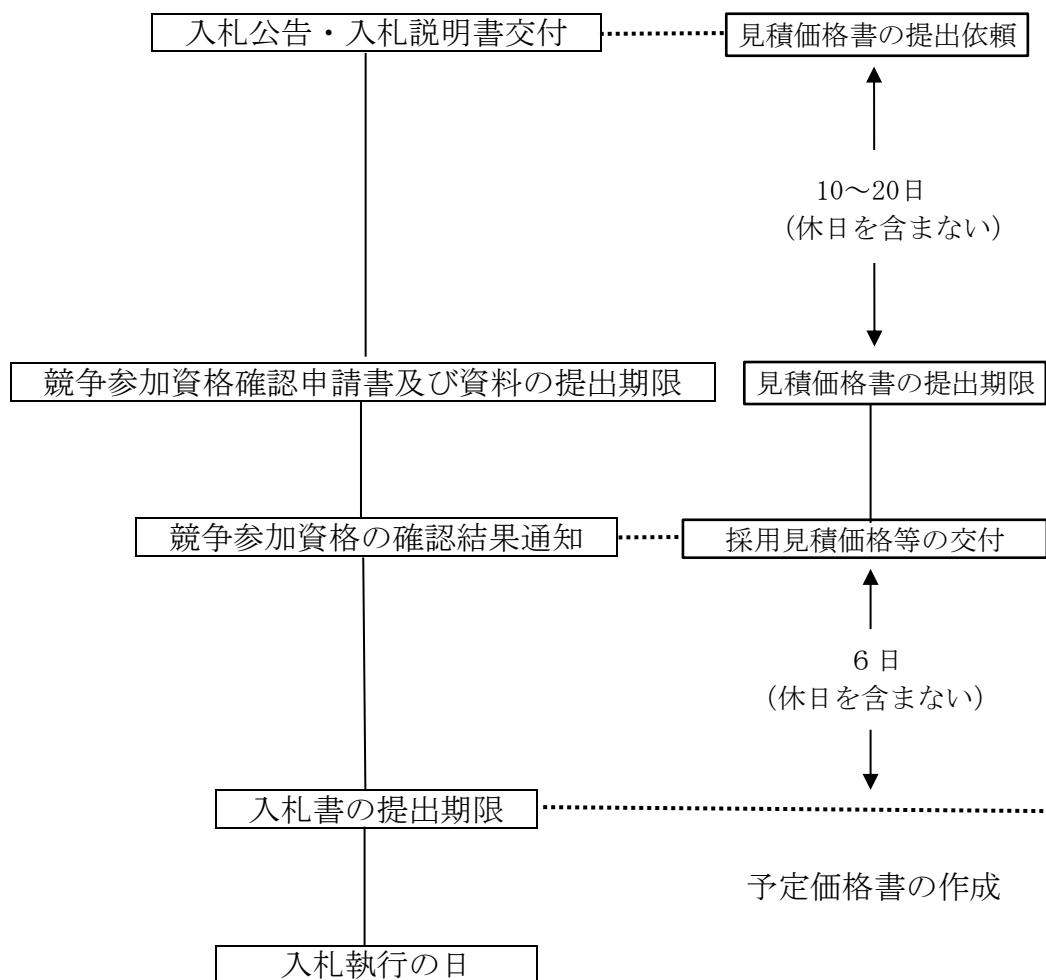 入札公告・入札説明書交付
見積価格書の提出依頼
10～20日
（休日を含まない）
競争参加資格確認申請書及び資料の提出期限
見積価格書の提出期限
競争参加資格の確認結果通知
採用見積価格等の交付
６日
（休日を含まない）
入札書の提出期限
予定価格書の作成
入札執行の日